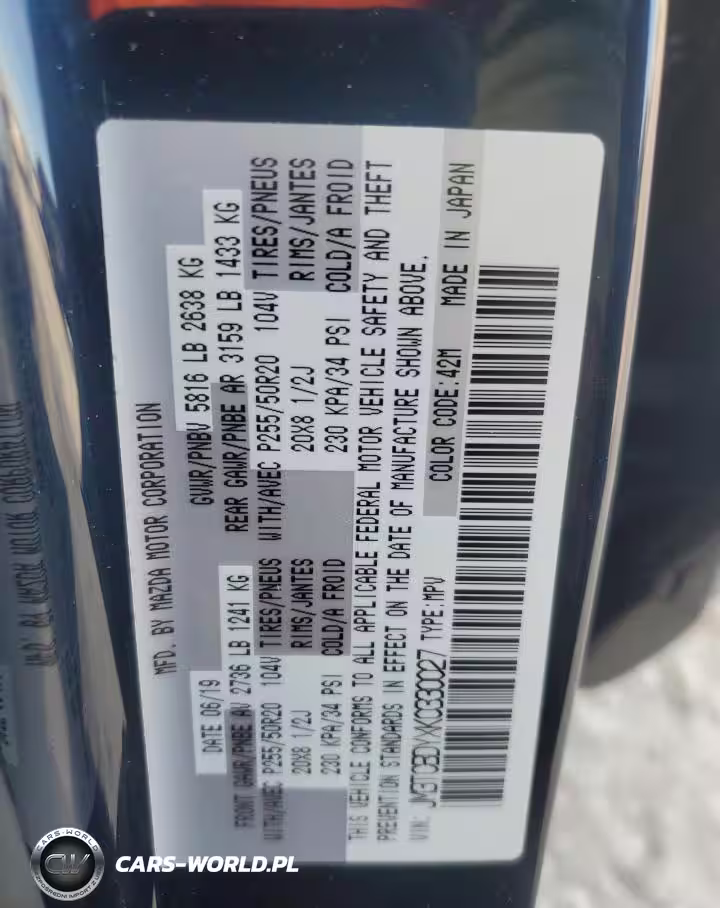 MFD. BY MAZDA MOTOR CORPORATION
DATE 06/19 GVWR/PNBV 5816 LB 2638 KG
FRONT GAWR/PNBE AV 2736 LB 1241 KG REAR GAWR/PNBE AR 3159 LB 1433 KG
WITH/AVEC P255/50R20 104V TIRES/PNEUS WITH/AVEC P255/50R20 104V TIRES/PNEUS
20X8 1/2J RIMS/JANTES 20X8 1/2J RIMS/JANTES
230 KPA/34 PSI COLD/A FROID 230 KPA/34 PSI COLD/A FROID
THIS VEHICLE CONFORMS TO ALL APPLICABLE FEDERAL MOTOR VEHICLE SAFETY AND THEFT
PREVENTION STANDARDS IN EFFECT ON THE DATE OF MANUFACTURE SHOWN ABOVE.
VIN: JM3TCBDYXK0330027 TYPE:MPV COLOR CODE:42M MADE IN JAPAN
CARS-WORLD
CW
CARS-WORLD.PL